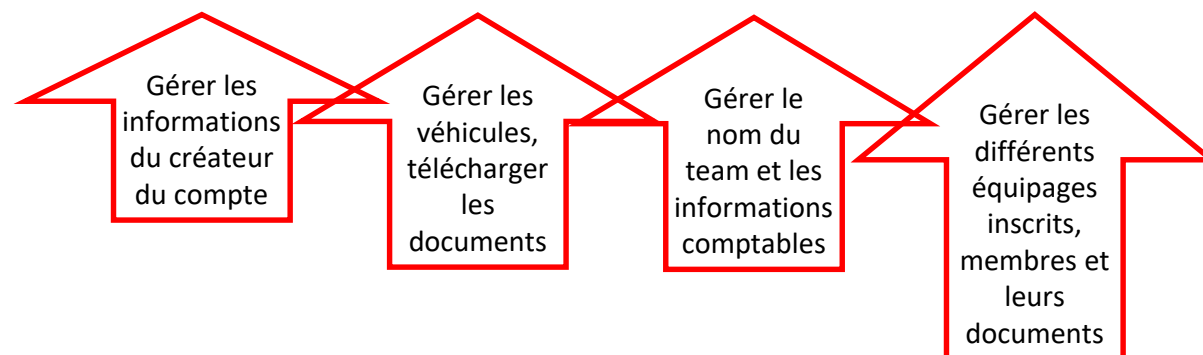 Gérer les
informations
du créateur
du compte
Gérer les
véhicules,
télécharger
les
documents
Gérer le
nom du
team et les
informations
comptables
Gérer les
différents
équipages
inscrits,
membres et
leurs
documents